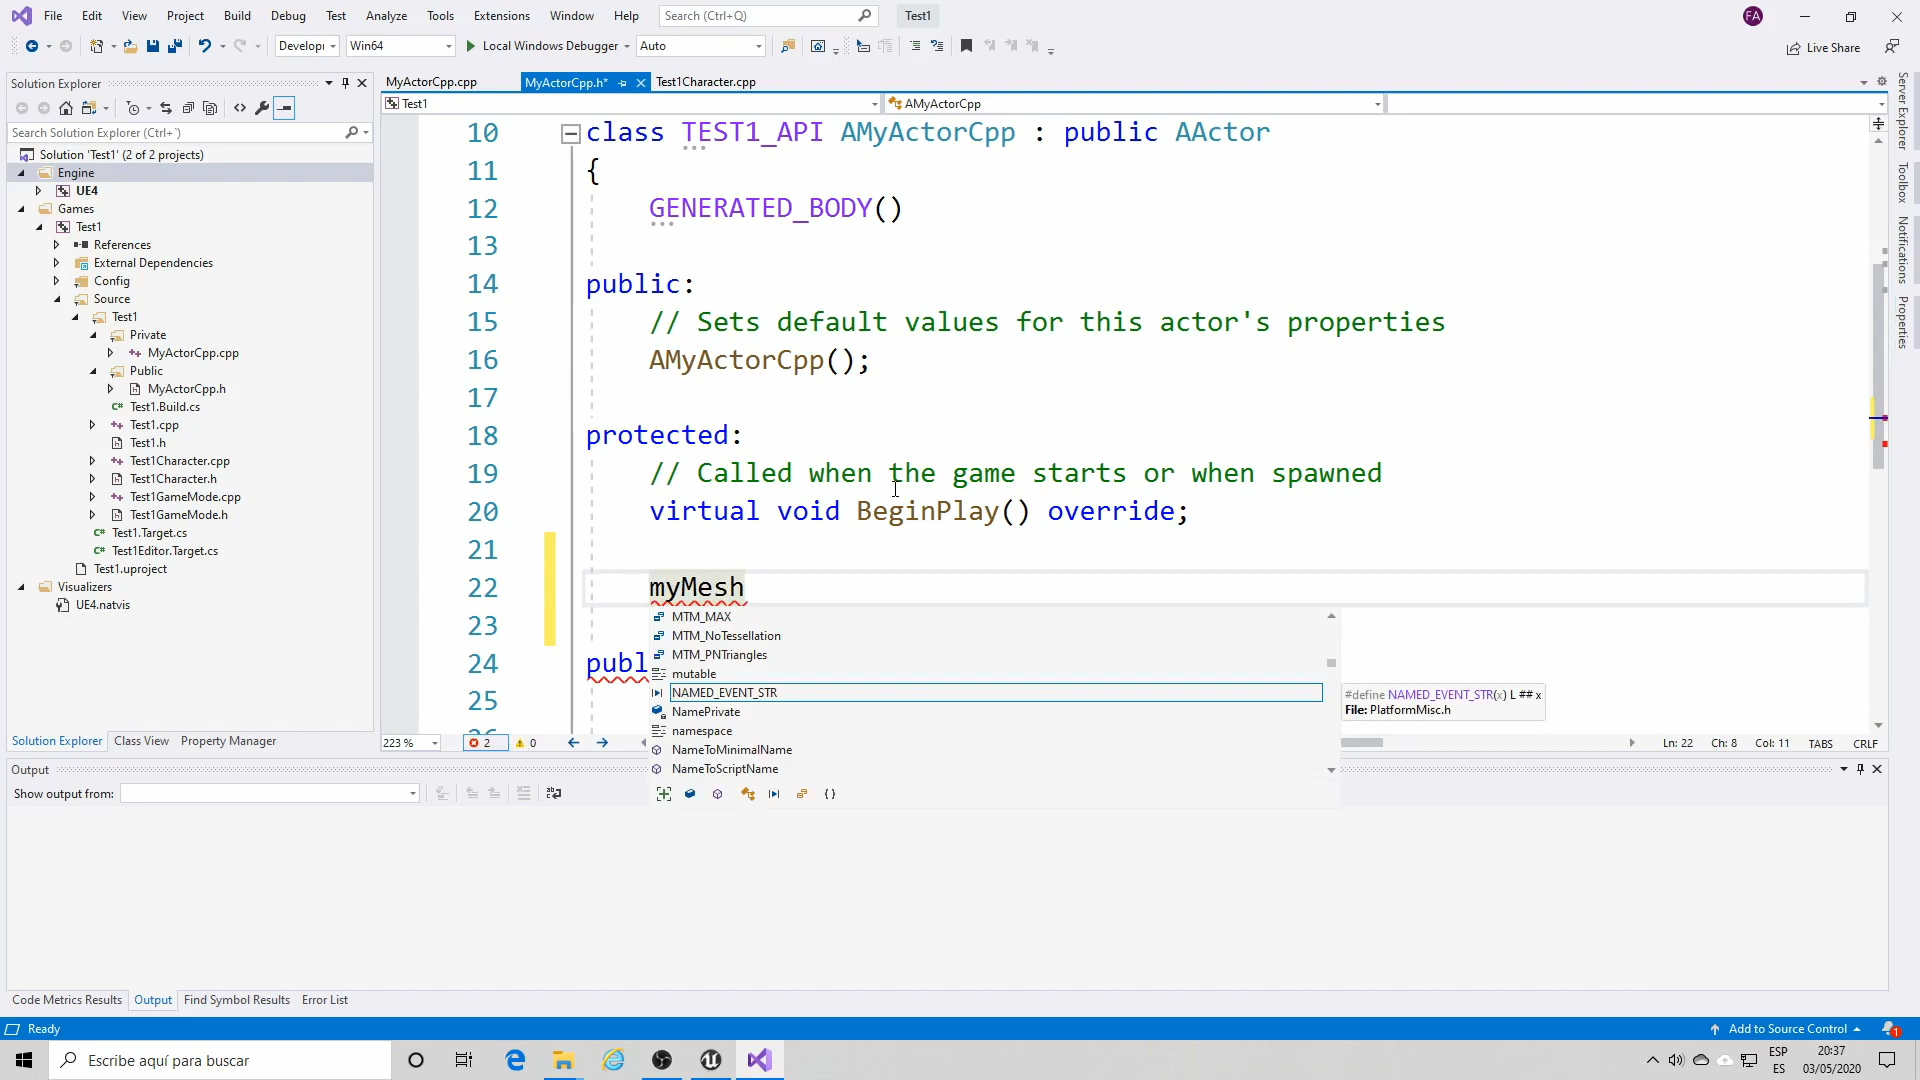 File Edit View Project Build Debug Test Analyze Tools Extensions Window Help Search (Ctrl+Q) Test1 FA
Develop Win64 Local Windows Debugger Auto Live Share
Solution Explorer
Search Solution Explorer (Ctrl+`)
Solution 'Test1' (2 of 2 projects)
Engine
UE4
Games
Test1
References
External Dependencies
Config
Source
Test1
Private
MyActorCpp.cpp
Public
MyActorCpp.h
Test1.Build.cs
Test1.cpp
Test1.h
Test1Character.cpp
Test1Character.h
Test1GameMode.cpp
Test1GameMode.h
Test1.Target.cs
Test1Editor.Target.cs
Test1.uproject
Visualizers
UE4.natvis
Solution Explorer Class View Property Manager
MyActorCpp.cpp MyActorCpp.h* Test1Character.cpp
Test1 AMyActorCpp
10 class TEST1_API AMyActorCpp : public AActor
11 {
12 GENERATED_BODY()
13
14 public:
15 // Sets default values for this actor's properties
16 AMyActorCpp();
17
18 protected:
19 // Called when the game starts or when spawned
20 virtual void BeginPlay() override;
21
22 myMesh
23
24 publ
25
26
MTM_MAX
MTM_NoTessellation
MTM_PNTriangles
mutable
NAMED_EVENT_STR
NamePrivate
namespace
NameToMinimalName
NameToScriptName
#define NAMED_EVENT_STR(x) L ## x
File: PlatformMisc.h
223 % 2 0 Ln: 22 Ch: 8 Col: 11 TABS CRLF
Server Explorer
Toolbox
Notifications
Properties
Output
Show output from:
Code Metrics Results Output Find Symbol Results Error List
Ready Add to Source Control 1
Escribe aquí para buscar
ESP
ES
20:37
03/05/2020